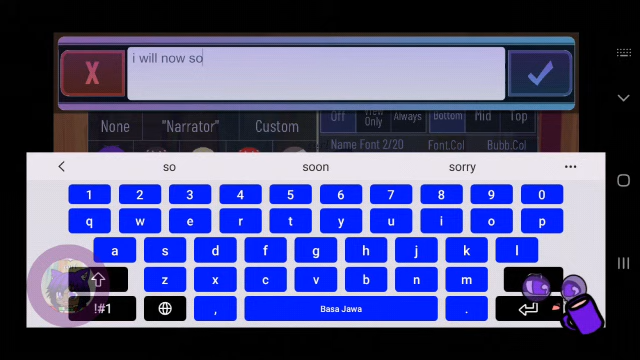 X
i will now so
Off View Only Always Bottom Mid Top
None "Narrator" Custom
Name Font 2/20 Font.Col Bubb.Col
so soon sorry
1 2 3 4 5 6 7 8 9 0
q w e r t y u i o p
a s d f g h j k l
z x c v b n m
!#1 , Basa Jawa .